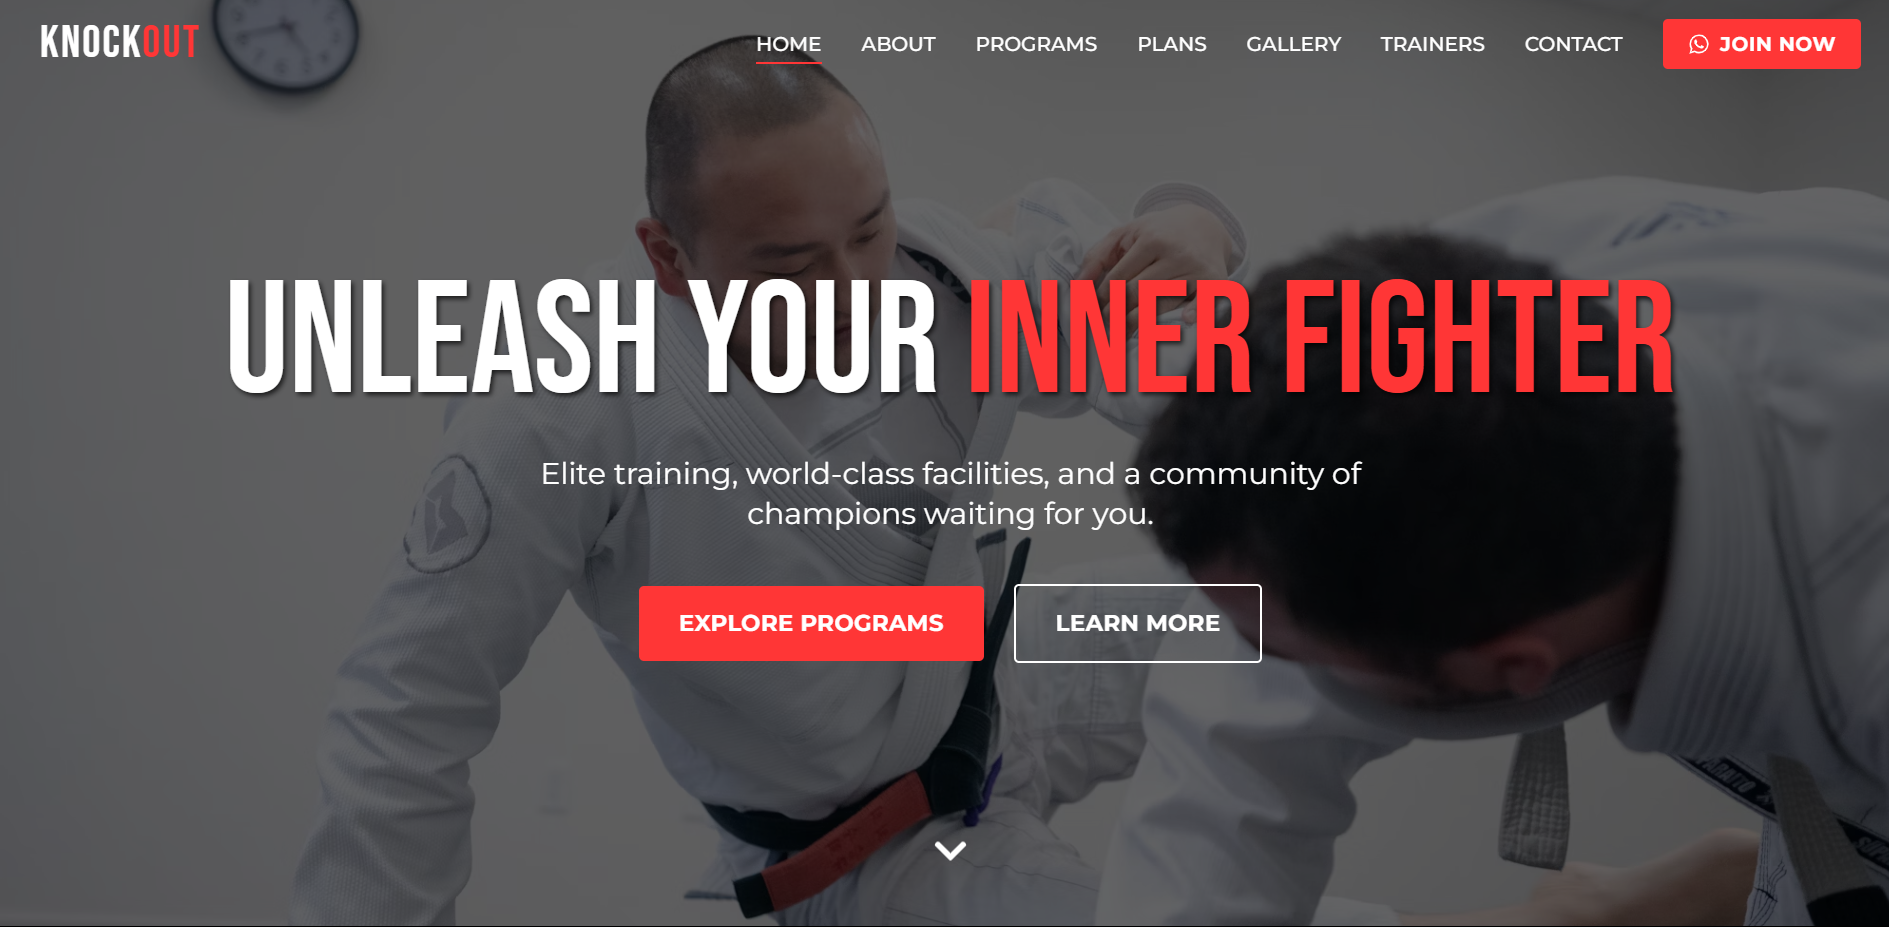 KNOCKOUT
HOME ABOUT PROGRAMS PLANS GALLERY TRAINERS CONTACT JOIN NOW
UNLEASH YOUR INNER FIGHTER
Elite training, world-class facilities, and a community of
champions waiting for you.
EXPLORE PROGRAMS LEARN MORE